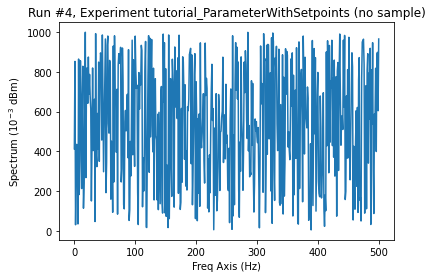 Run #4, Experiment tutorial_ParameterWithSetpoints (no sample)
1000
800
600
400
200
0
Spectrum (10⁻³ dBm)
0 100 200 300 400 500
Freq Axis (Hz)